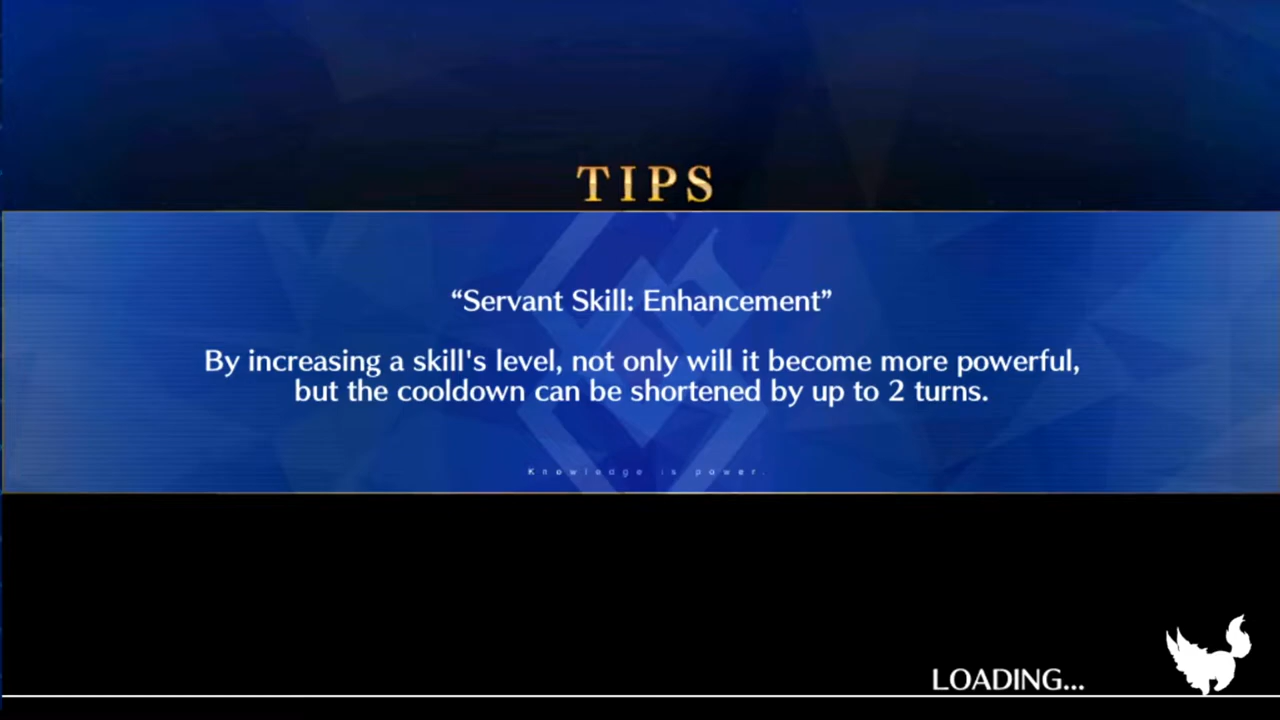 TIPS
“Servant Skill: Enhancement”
By increasing a skill's level, not only will it become more powerful,
but the cooldown can be shortened by up to 2 turns.
Knowledge is power.
LOADING...